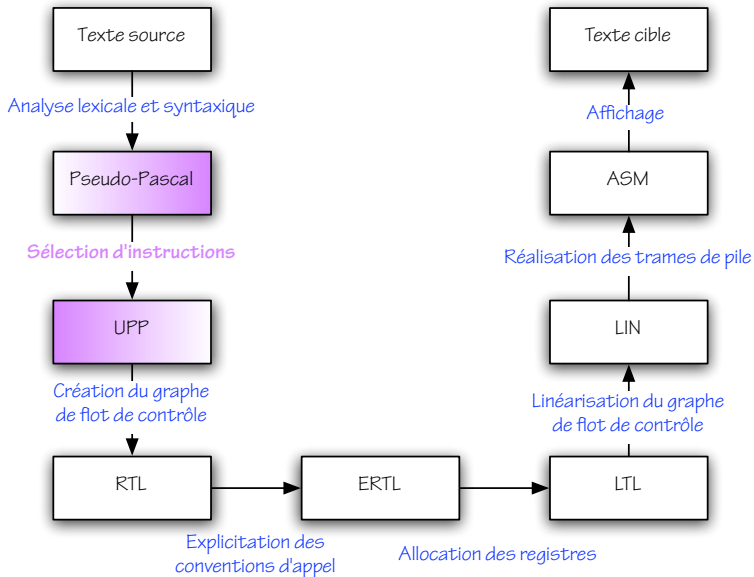 Texte source
Analyse lexicale et syntaxique
Pseudo-Pascal
Sélection d'instructions
UPP
Création du graphe
de flot de contrôle
RTL
Explicitation des
conventions d'appel
ERTL
Allocation des registres
LTL
Linéarisation du graphe
de flot de contrôle
LIN
Réalisation des trames de pile
ASM
Affichage
Texte cible